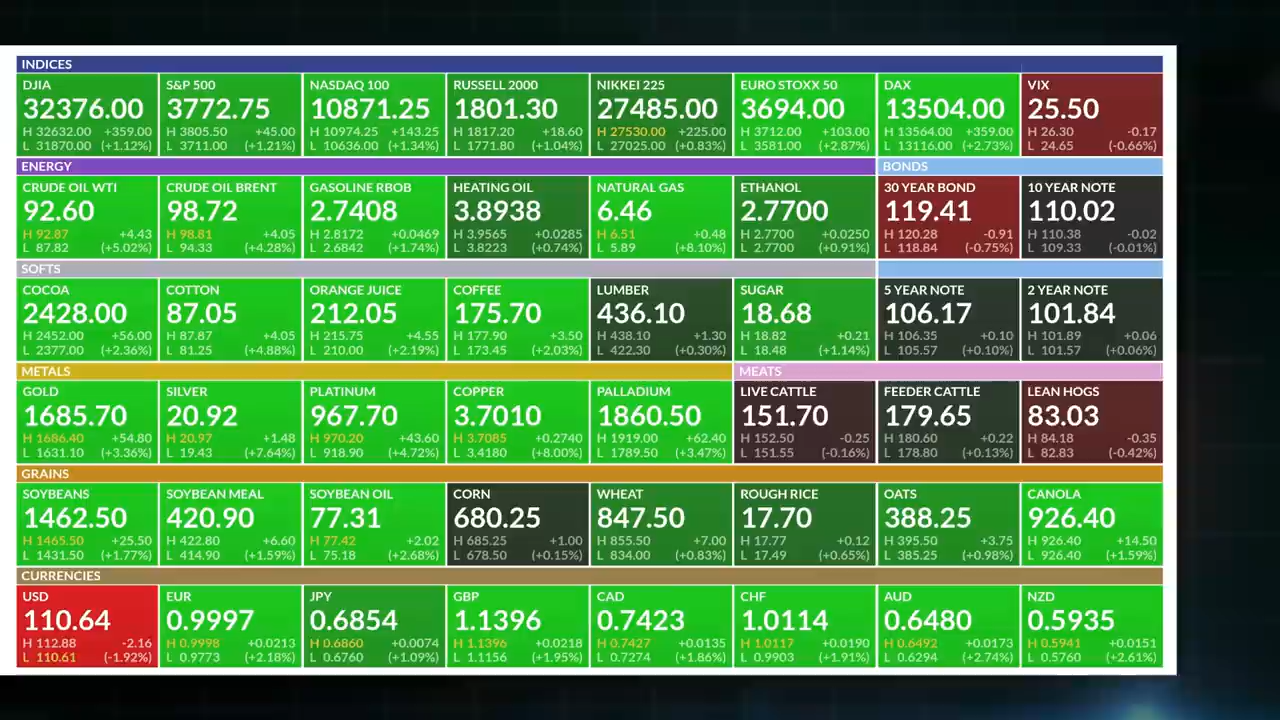 INDICES
DJIA S&P 500 NASDAQ 100 RUSSELL 2000 NIKKEI 225 EURO STOXX 50 DAX VIX
32376.00 3772.75 10871.25 1801.30 27485.00 3694.00 13504.00 25.50
H 32632.00 +359.00 H 3805.50 +45.00 H 10974.25 +143.25 H 1817.20 +18.60 H 27530.00 +225.00 H 3712.00 +103.00 H 13564.00 +359.00 H 26.30 -0.17
L 31870.00 (+1.12%) L 3711.00 (+1.21%) L 10636.00 (+1.34%) L 1771.80 (+1.04%) L 27025.00 (+0.83%) L 3581.00 (+2.87%) L 13116.00 (+2.73%) L 24.65 (-0.66%)
ENERGY BONDS
CRUDE OIL WTI CRUDE OIL BRENT GASOLINE RBOB HEATING OIL NATURAL GAS ETHANOL 30 YEAR BOND 10 YEAR NOTE
92.60 98.72 2.7408 3.8938 6.46 2.7700 119.41 110.02
H 92.87 +4.43 H 98.81 +4.05 H 2.8172 +0.0469 H 3.9565 +0.0285 H 6.51 +0.48 H 2.7700 +0.0250 H 120.28 -0.91 H 110.38 -0.02
L 87.82 (+5.02%) L 94.33 (+4.28%) L 2.6842 (+1.74%) L 3.8223 (+0.74%) L 5.89 (+8.10%) L 2.7700 (+0.91%) L 118.84 (-0.75%) L 109.33 (-0.01%)
SOFTS
COCOA COTTON ORANGE JUICE COFFEE LUMBER SUGAR 5 YEAR NOTE 2 YEAR NOTE
2428.00 87.05 212.05 175.70 436.10 18.68 106.17 101.84
H 2452.00 +56.00 H 87.87 +4.05 H 215.75 +4.55 H 177.90 +3.50 H 438.10 +1.30 H 18.82 +0.21 H 106.35 +0.10 H 101.89 +0.06
L 2377.00 (+2.36%) L 81.25 (+4.88%) L 210.00 (+2.19%) L 173.45 (+2.03%) L 422.30 (+0.30%) L 18.48 (+1.14%) L 105.57 (+0.10%) L 101.57 (+0.06%)
METALS MEATS
GOLD SILVER PLATINUM COPPER PALLADIUM LIVE CATTLE FEEDER CATTLE LEAN HOGS
1685.70 20.92 967.70 3.7010 1860.50 151.70 179.65 83.03
H 1686.40 +54.80 H 20.97 +1.48 H 970.20 +43.60 H 3.7085 +0.2740 H 1919.00 +62.40 H 152.50 -0.25 H 180.60 +0.22 H 84.18 -0.35
L 1631.10 (+3.36%) L 19.43 (+7.64%) L 918.90 (+4.72%) L 3.4180 (+8.00%) L 1789.50 (+3.47%) L 151.55 (-0.16%) L 178.80 (+0.13%) L 82.83 (-0.42%)
GRAINS
SOYBEANS SOYBEAN MEAL SOYBEAN OIL CORN WHEAT ROUGH RICE OATS CANOLA
1462.50 420.90 77.31 680.25 847.50 17.70 388.25 926.40
H 1465.50 +25.50 H 422.80 +6.60 H 77.42 +2.02 H 685.25 +1.00 H 855.50 +7.00 H 17.77 +0.12 H 395.50 +3.75 H 926.40 +14.50
L 1431.50 (+1.77%) L 414.90 (+1.59%) L 75.18 (+2.68%) L 678.50 (+0.15%) L 834.00 (+0.83%) L 17.49 (+0.65%) L 385.25 (+0.98%) L 926.40 (+1.59%)
CURRENCIES
USD EUR JPY GBP CAD CHF AUD NZD
110.64 0.9997 0.6854 1.1396 0.7423 1.0114 0.6480 0.5935
H 112.88 -2.16 H 0.9998 +0.0213 H 0.6860 +0.0074 H 1.1396 +0.0218 H 0.7427 +0.0135 H 1.0117 +0.0190 H 0.6492 +0.0173 H 0.5941 +0.0151
L 110.61 (-1.92%) L 0.9773 (+2.18%) L 0.6760 (+1.09%) L 1.1156 (+1.95%) L 0.7274 (+1.86%) L 0.9903 (+1.91%) L 0.6294 (+2.74%) L 0.5760 (+2.61%)